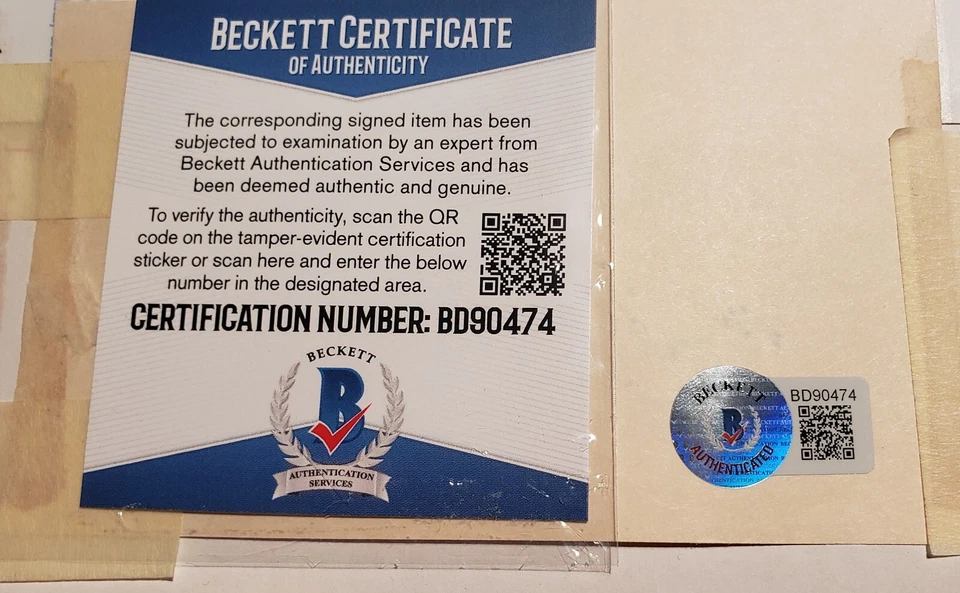 BECKETT CERTIFICATE
OF AUTHENTICITY
The corresponding signed item has been
subjected to examination by an expert from
Beckett Authentication Services and has
been deemed authentic and genuine.
To verify the authenticity, scan the QR
code on the tamper-evident certification
sticker or scan here and enter the below
number in the designated area.
CERTIFICATION NUMBER: BD90474
BECKETT
B
AUTHENTICATION
SERVICES
BECKETT
B
AUTHENTICATED
BD90474